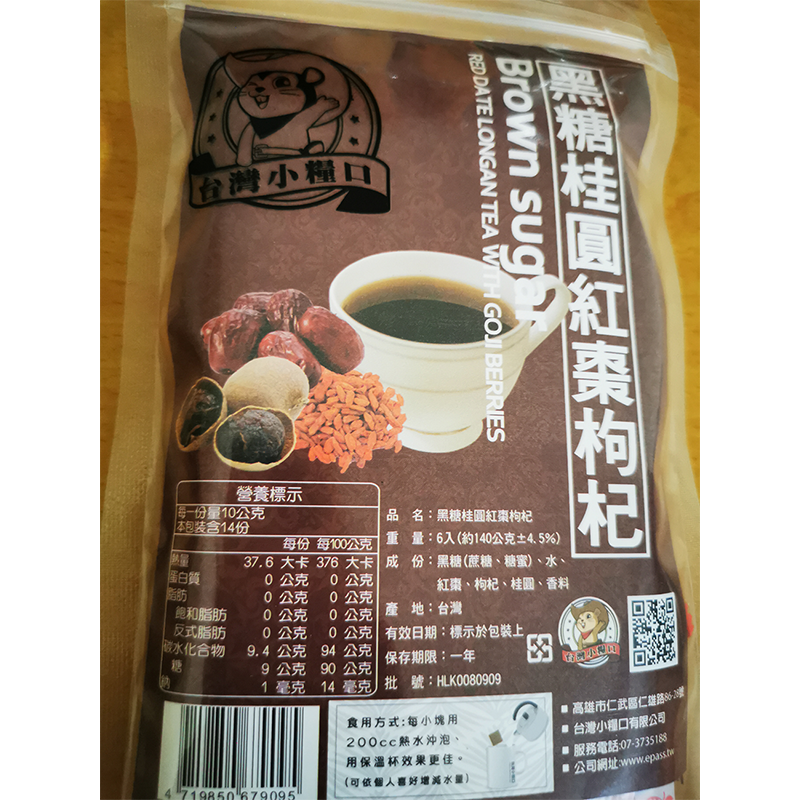 黑糖桂圓紅棗枸杞
Brown sugar
RED DATE LONGAN TEA WITH GOJI BERRIES
台灣小糧口
營養標示
每一份量10公克
本包裝含14份
每份 每100公克
熱量 37.6 大卡 376 大卡
蛋白質 0 公克 0 公克
脂肪 0 公克 0 公克
飽和脂肪 0 公克 0 公克
反式脂肪 0 公克 0 公克
碳水化合物 9.4 公克 94 公克
糖 9 公克 90 公克
鈉 1 毫克 14 毫克
品 名：黑糖桂圓紅棗枸杞
重 量：6入(約140公克±4.5%)
成 份：黑糖(蔗糖、糖蜜)、水、
紅棗、枸杞、桂圓、香料
產 地：台灣
有效日期：標示於包裝上
保存期限：一年
批 號：HLK0080909
台灣小糧口
食用方式：每小塊用
200cc熱水沖泡、
用保溫杯效果更佳。
(可依個人喜好增減水量)
高雄市仁武區仁雄路86-28號
台灣小糧口有限公司
服務電話:07-3735188
公司網址:www.epass.tw
4 719850 679095